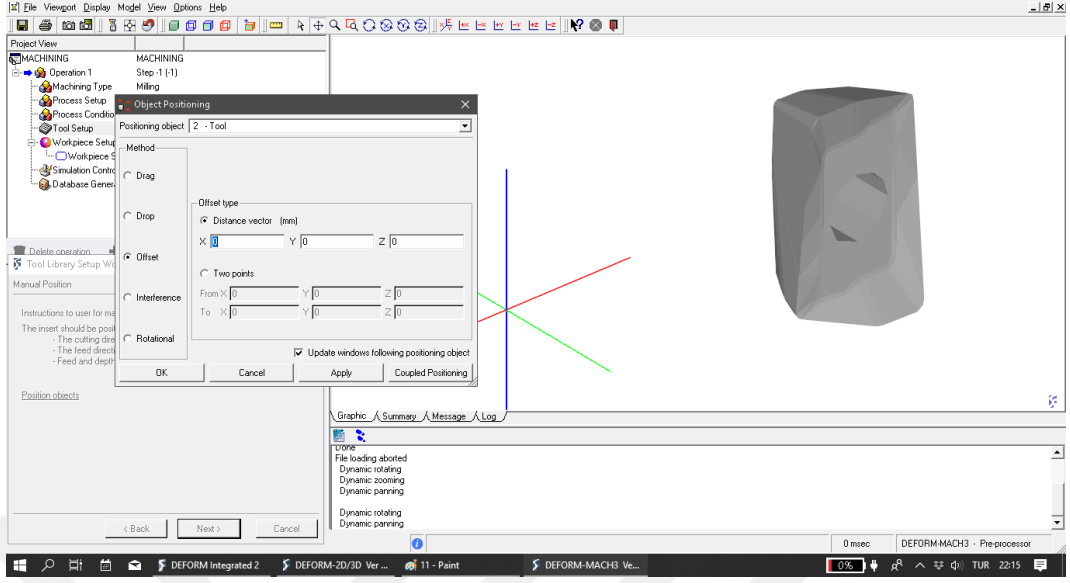 File Viewport Display Model View Options Help
Project View
MACHINING MACHINING
Operation 1 Step -1 (-1)
Machining Type Milling
Process Setup
Process Conditio
Tool Setup
Workpiece Setup
Workpiece S
Simulation Contro
Database Genera
Delete operation
Tool Library Setup Wi
Manual Position
Instructions to user for ma
The insert should be posit
- The cutting dire
- The feed directi
- Feed and depth
Position objects
< Back Next > Cancel
Object Positioning
Positioning object 2 - Tool
Method
Drag
Drop
Offset
Interference
Rotational
Offset type
Distance vector (mm)
X 0 Y 0 Z 0
Two points
From X 0 Y 0 Z 0
To X 0 Y 0 Z 0
Update windows following positioning object
OK Cancel Apply Coupled Positioning
Graphic Summary Message Log
Done
File loading aborted
Dynamic rotating
Dynamic zooming
Dynamic panning
Dynamic rotating
Dynamic panning
0 msec DEFORM-MACH3 - Pre-processor
DEFORM Integrated 2 DEFORM-2D/3D Ver... 11 - Paint DEFORM-MACH3 Ve... 0% TUR 22:15